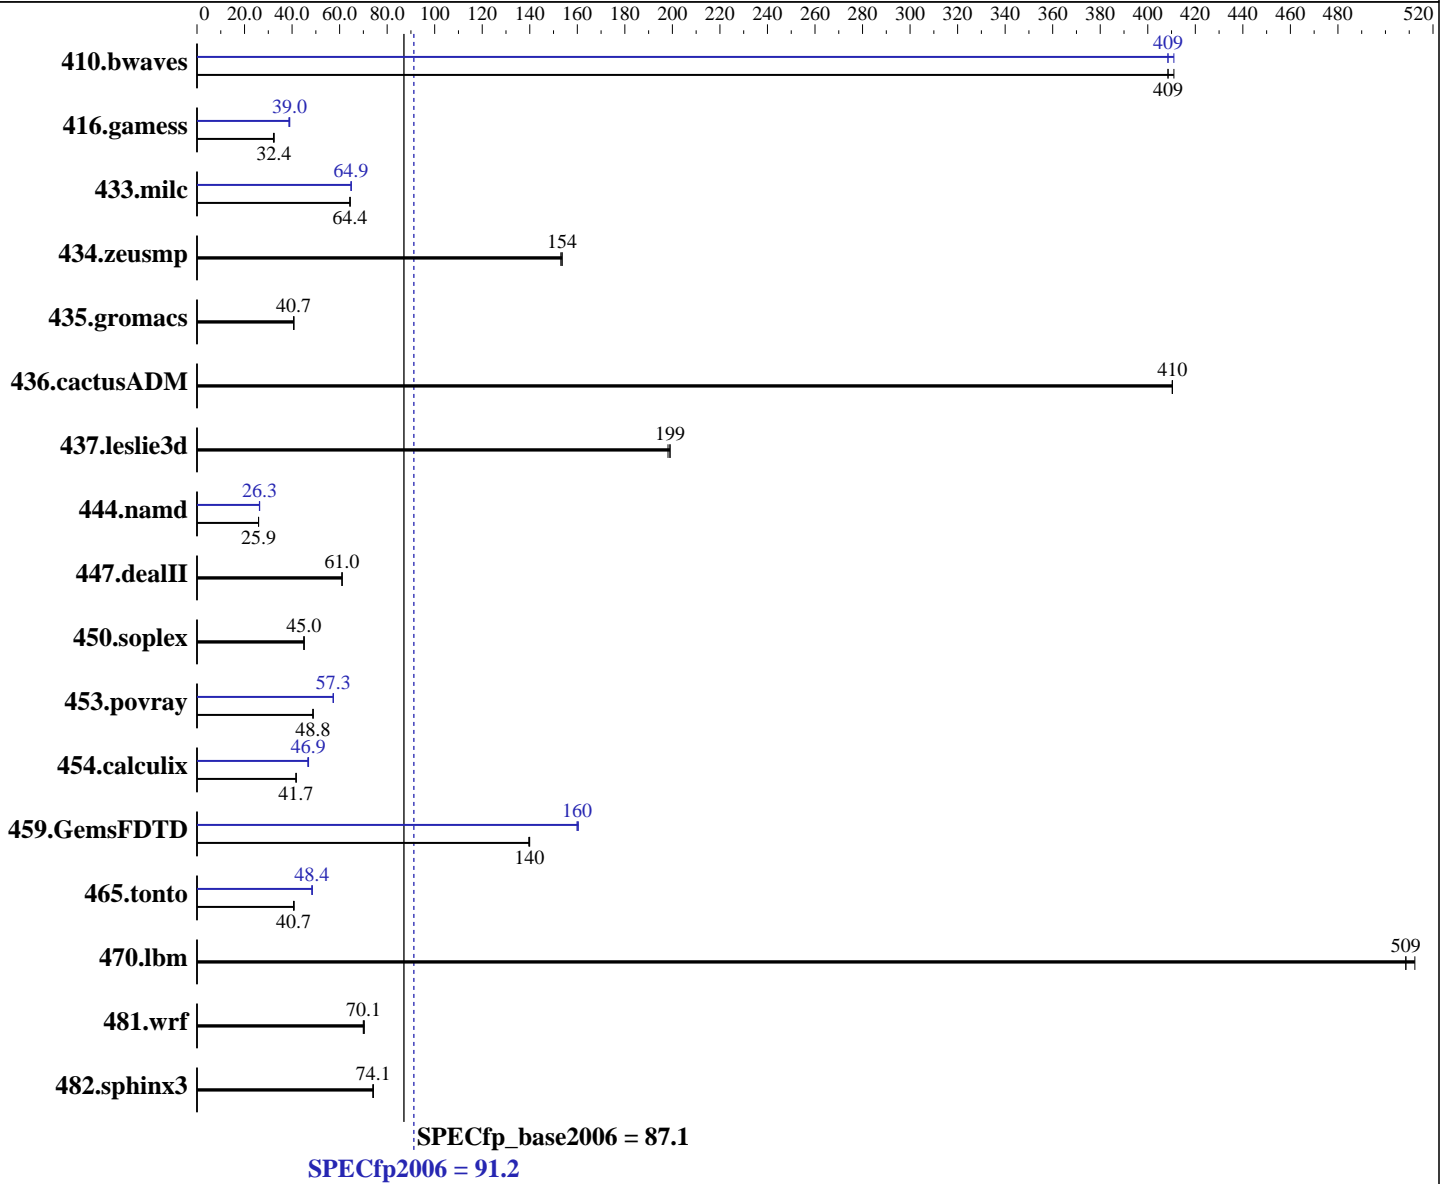 0 20.0 40.0 60.0 80.0 100 120 140 160 180 200 220 240 260 280 300 320 340 360 380 400 420 440 460 480 520
409
410.bwaves
409
39.0
416.gamess
32.4
64.9
433.milc
64.4
154
434.zeusmp
40.7
435.gromacs
410
436.cactusADM
199
437.leslie3d
26.3
444.namd
25.9
61.0
447.dealII
45.0
450.soplex
57.3
453.povray
48.8
46.9
454.calculix
41.7
160
459.GemsFDTD
140
48.4
465.tonto
40.7
509
470.lbm
70.1
481.wrf
74.1
482.sphinx3
SPECfp_base2006 = 87.1
SPECfp2006 = 91.2